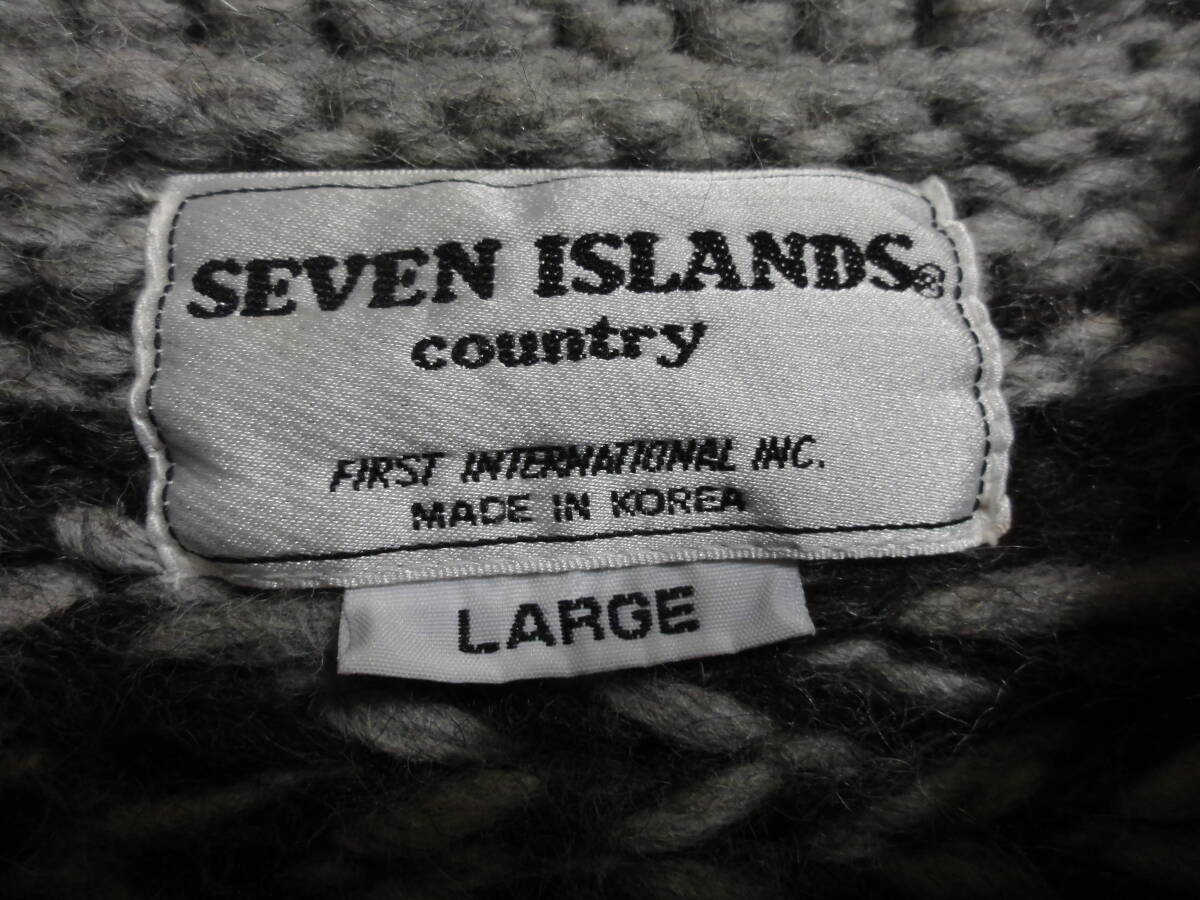 SEVEN ISLANDS®
country
FIRST INTERNATIONAL INC.
MADE IN KOREA
LARGE